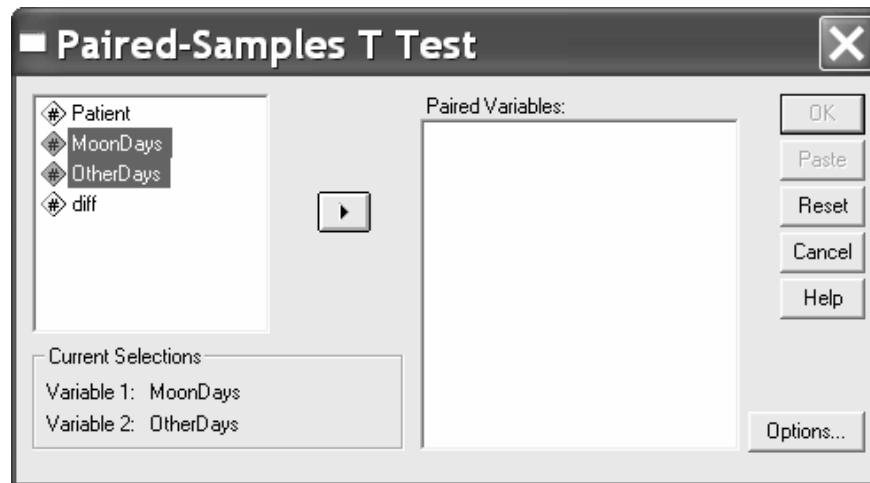 Paired-Samples T Test
# Patient
# MoonDays
# OtherDays
# diff
Current Selections
Variable 1: MoonDays
Variable 2: OtherDays
Paired Variables:
OK
Paste
Reset
Cancel
Help
Options...